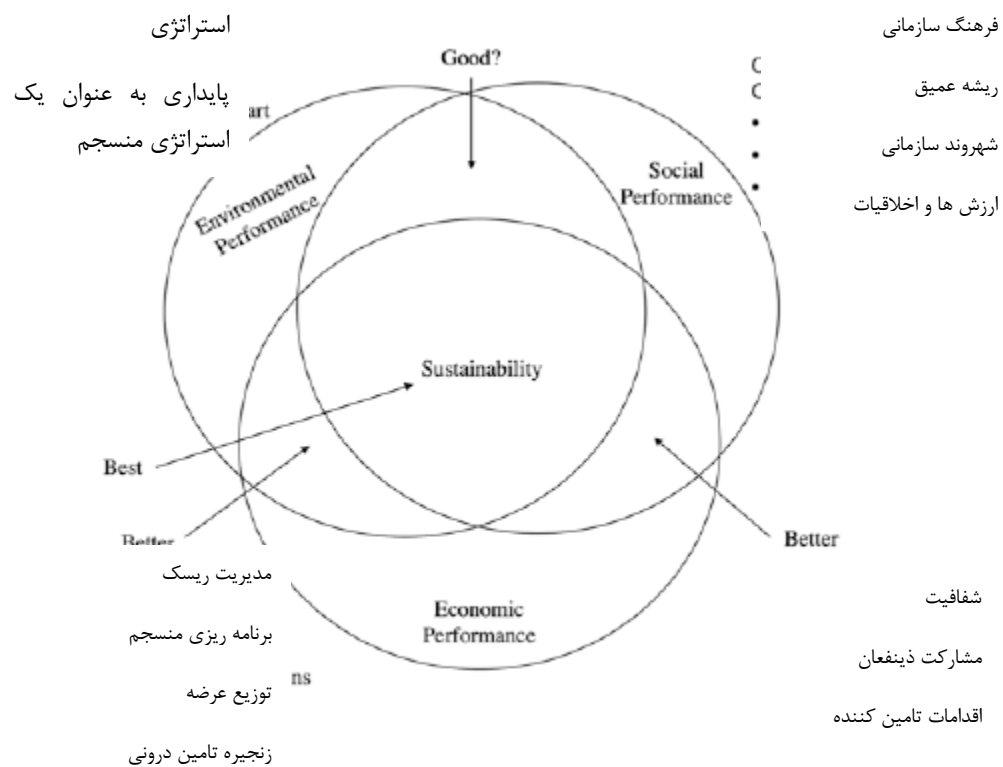 استراتژی
پایداری به عنوان یک
استراتژی منسجم
فرهنگ سازمانی
ریشه عمیق
شهروند سازمانی
ارزش ها و اخلاقیات
Good?
Environmental
Performance
Social
Performance
Sustainability
Best
Better
Better
Economic
Performance
مدیریت ریسک
برنامه ریزی منسجم
توزیع عرضه
زنجیره تامین درونی
شفافیت
مشارکت ذینفعان
اقدامات تامین کننده